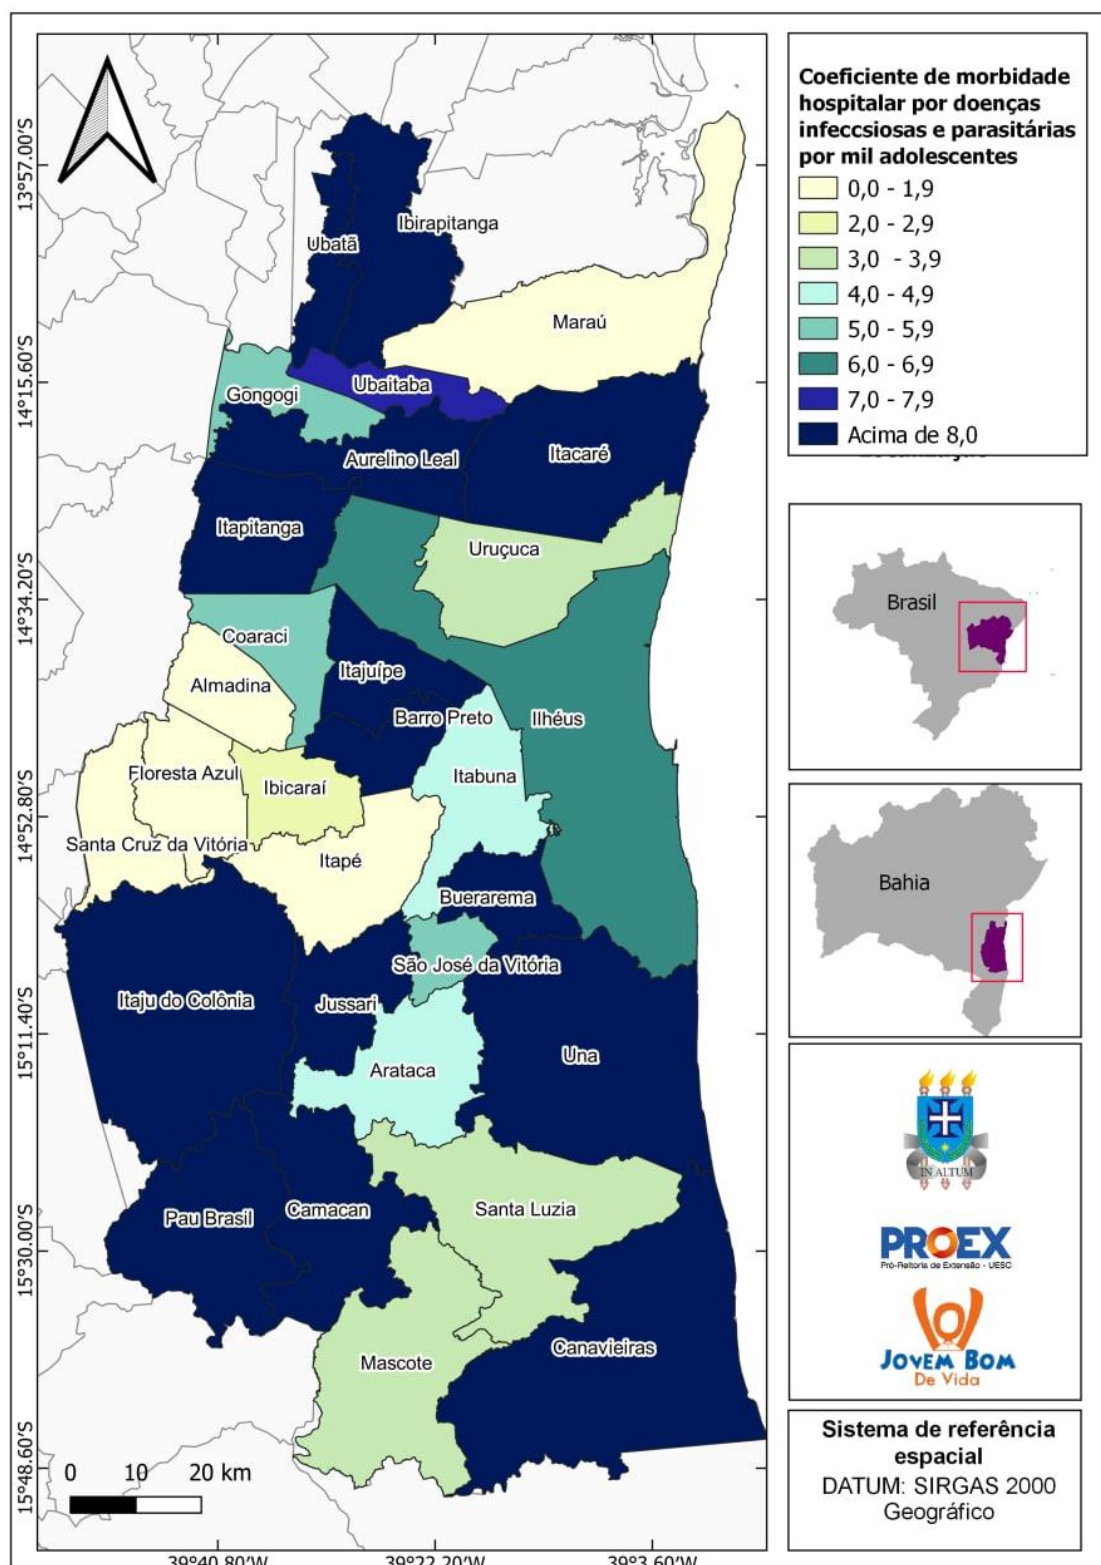 Coeficiente de morbidade
hospitalar por doenças
infeccsiosas e parasitárias
por mil adolescentes
0,0 - 1,9
2,0 - 2,9
3,0 - 3,9
4,0 - 4,9
5,0 - 5,9
6,0 - 6,9
7,0 - 7,9
Acima de 8,0
13°57.00'S
14°15.60'S
14°34.20'S
14°52.80'S
15°11.40'S
15°30.00'S
15°48.60'S
Ibirapitanga
Ubatã
Maraú
Ubaitaba
Gongogi
Aurelino Leal
Itacaré
Itapitanga
Uruçuca
Coaraci
Itajuípe
Almadina
Barro Preto
Ilhéus
Floresta Azul
Ibicaraí
Itabuna
Santa Cruz da Vitória
Itapé
Buerarema
São José da Vitória
Itaju do Colônia
Jussari
Una
Arataca
Pau Brasil
Camacan
Santa Luzia
Canavieiras
Mascote
0 10 20 km
39°40.80'W 39°22.20'W 39°3.60'W
Brasil
Bahia
IN ALTUM
PROEX
Pró-Reitoria de Extensão - UESC
JOVEM BOM
De Vida
Sistema de referência
espacial
DATUM: SIRGAS 2000
Geográfico